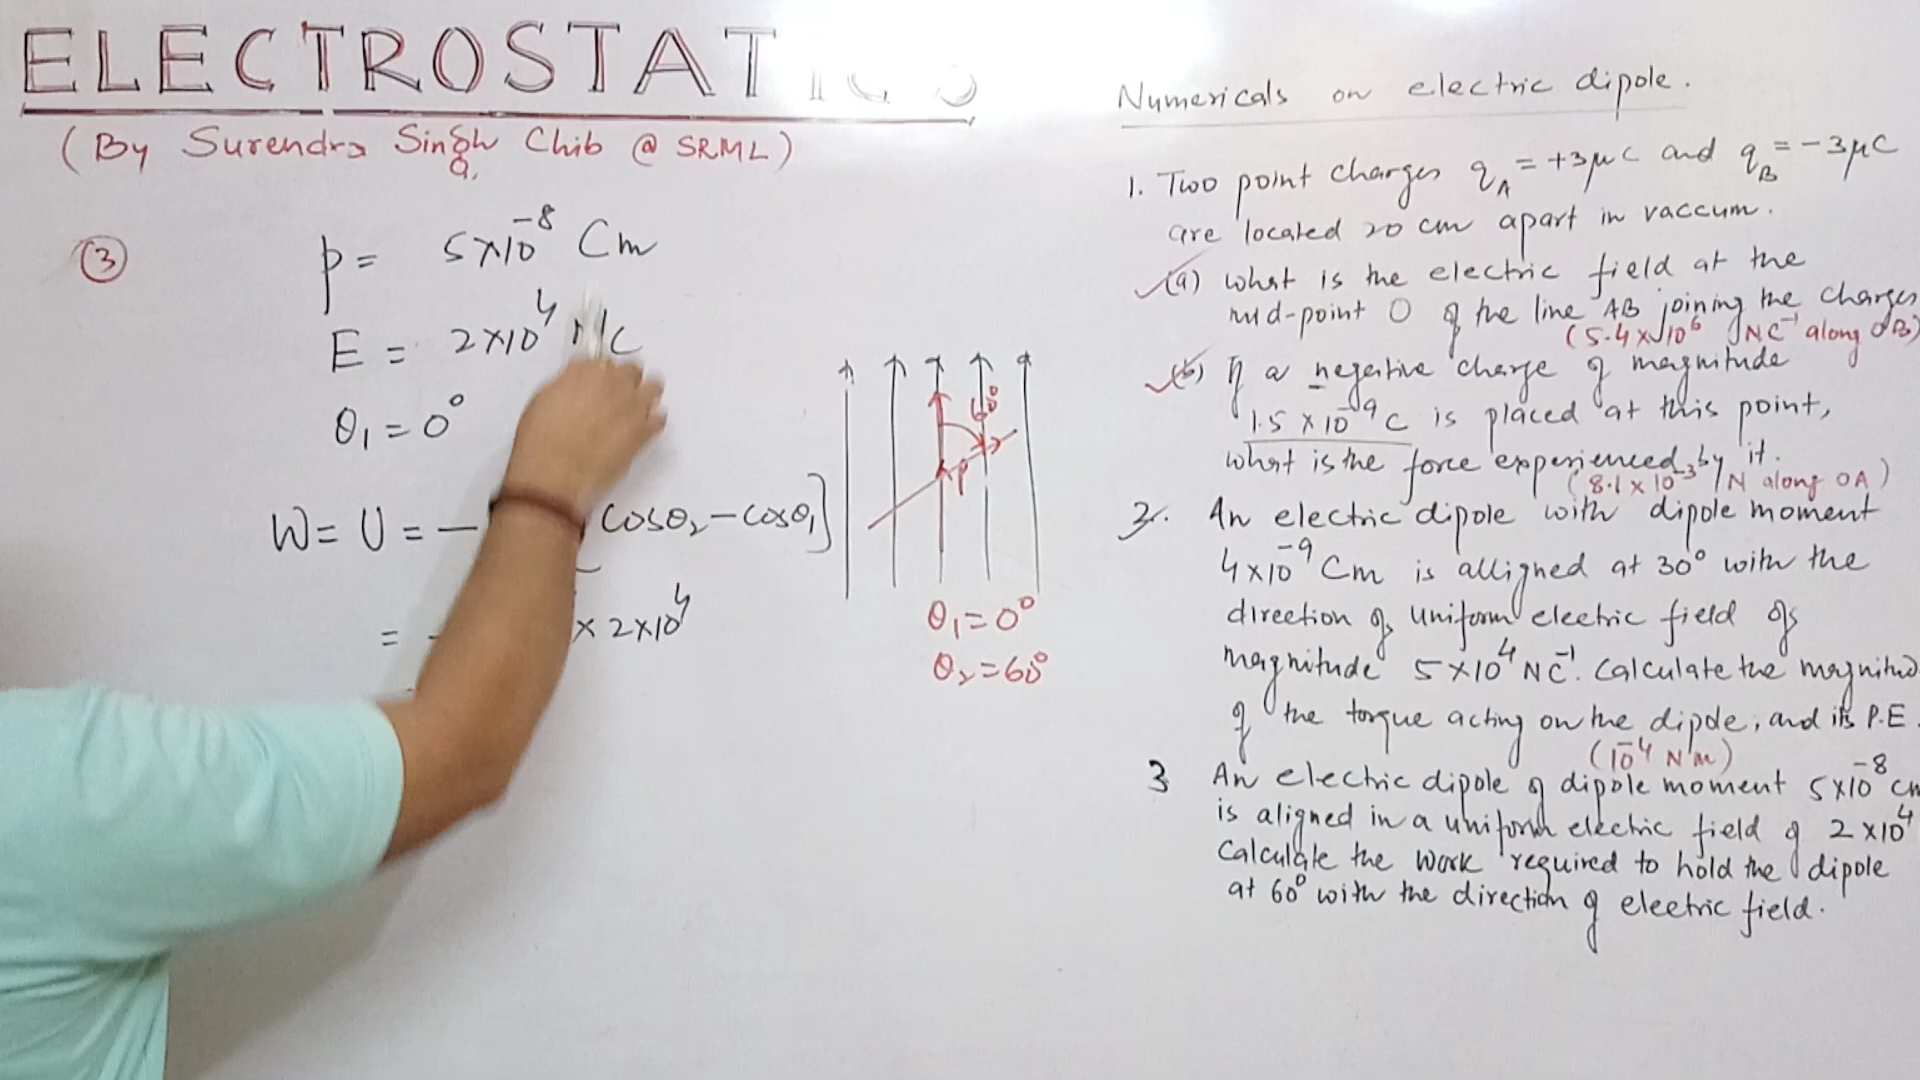 ELECTROSTATICS
(By Surendra Singh Chib @ SRML)
③
p = 5×10⁻⁸ Cm
E = 2×10⁴ N/C
θ₁ = 0°
W = U = − cosθ₂ − cosθ₁]
= × 2×10⁴
60°
p
θ₁ = 0°
θ₂ = 60°
Numericals on electric dipole.
1. Two point charges q_A = +3μC and q_B = −3μC
are located 20 cm apart in vaccum.
(a) what is the electric field at the
mid-point O of the line AB joining the charges
(5.4×10⁶ NC⁻¹ along OB)
(b) If a negative charge of magnitude
1.5 × 10⁻⁹ C is placed at this point,
what is the force experienced by it.
(8.1×10⁻³ N along OA)
2. An electric dipole with dipole moment
4×10⁻⁹ Cm is alligned at 30° with the
direction of uniform electric field of
magnitude 5×10⁴ NC⁻¹. Calculate the magnitud
of the torque acting on the dipole, and its P.E.
(10⁻⁴ N m)
3 An electric dipole of dipole moment 5×10⁻⁸ cm
is aligned in a uniform electric field of 2×10⁴
Calculate the work required to hold the dipole
at 60° with the direction of electric field.